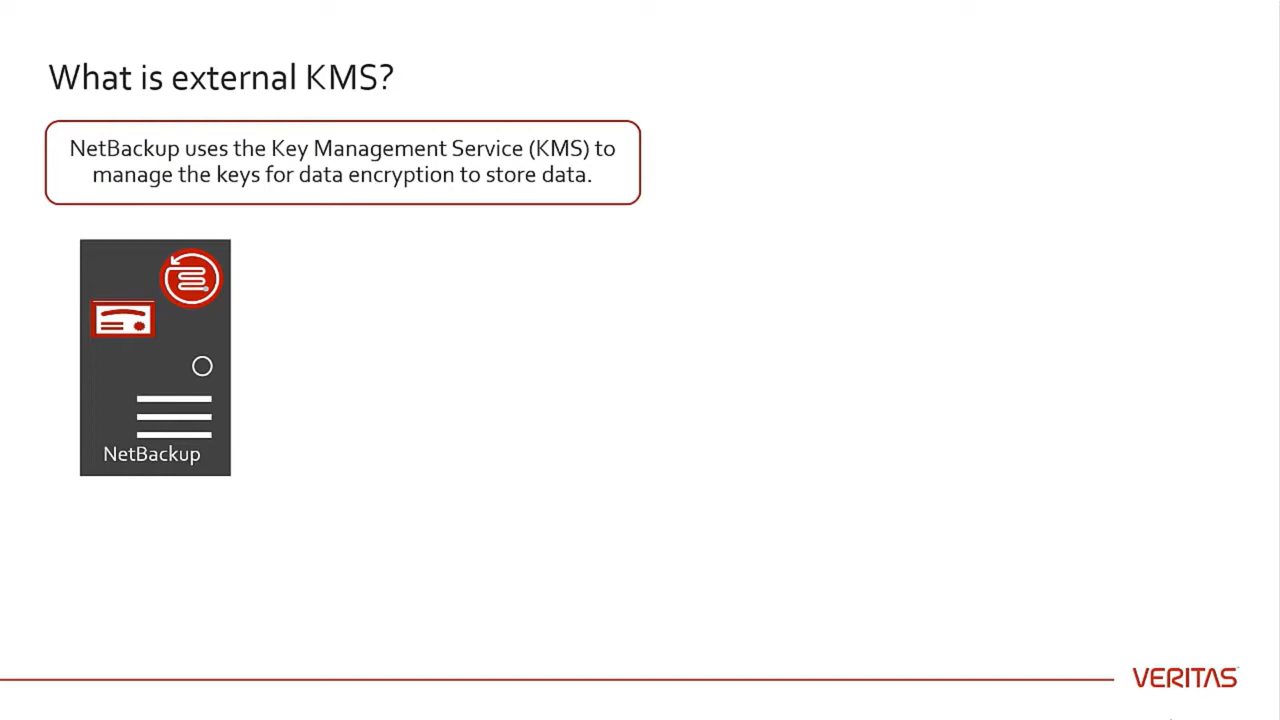 What is external KMS?
NetBackup uses the Key Management Service (KMS) to
manage the keys for data encryption to store data.
NetBackup
VERITAS